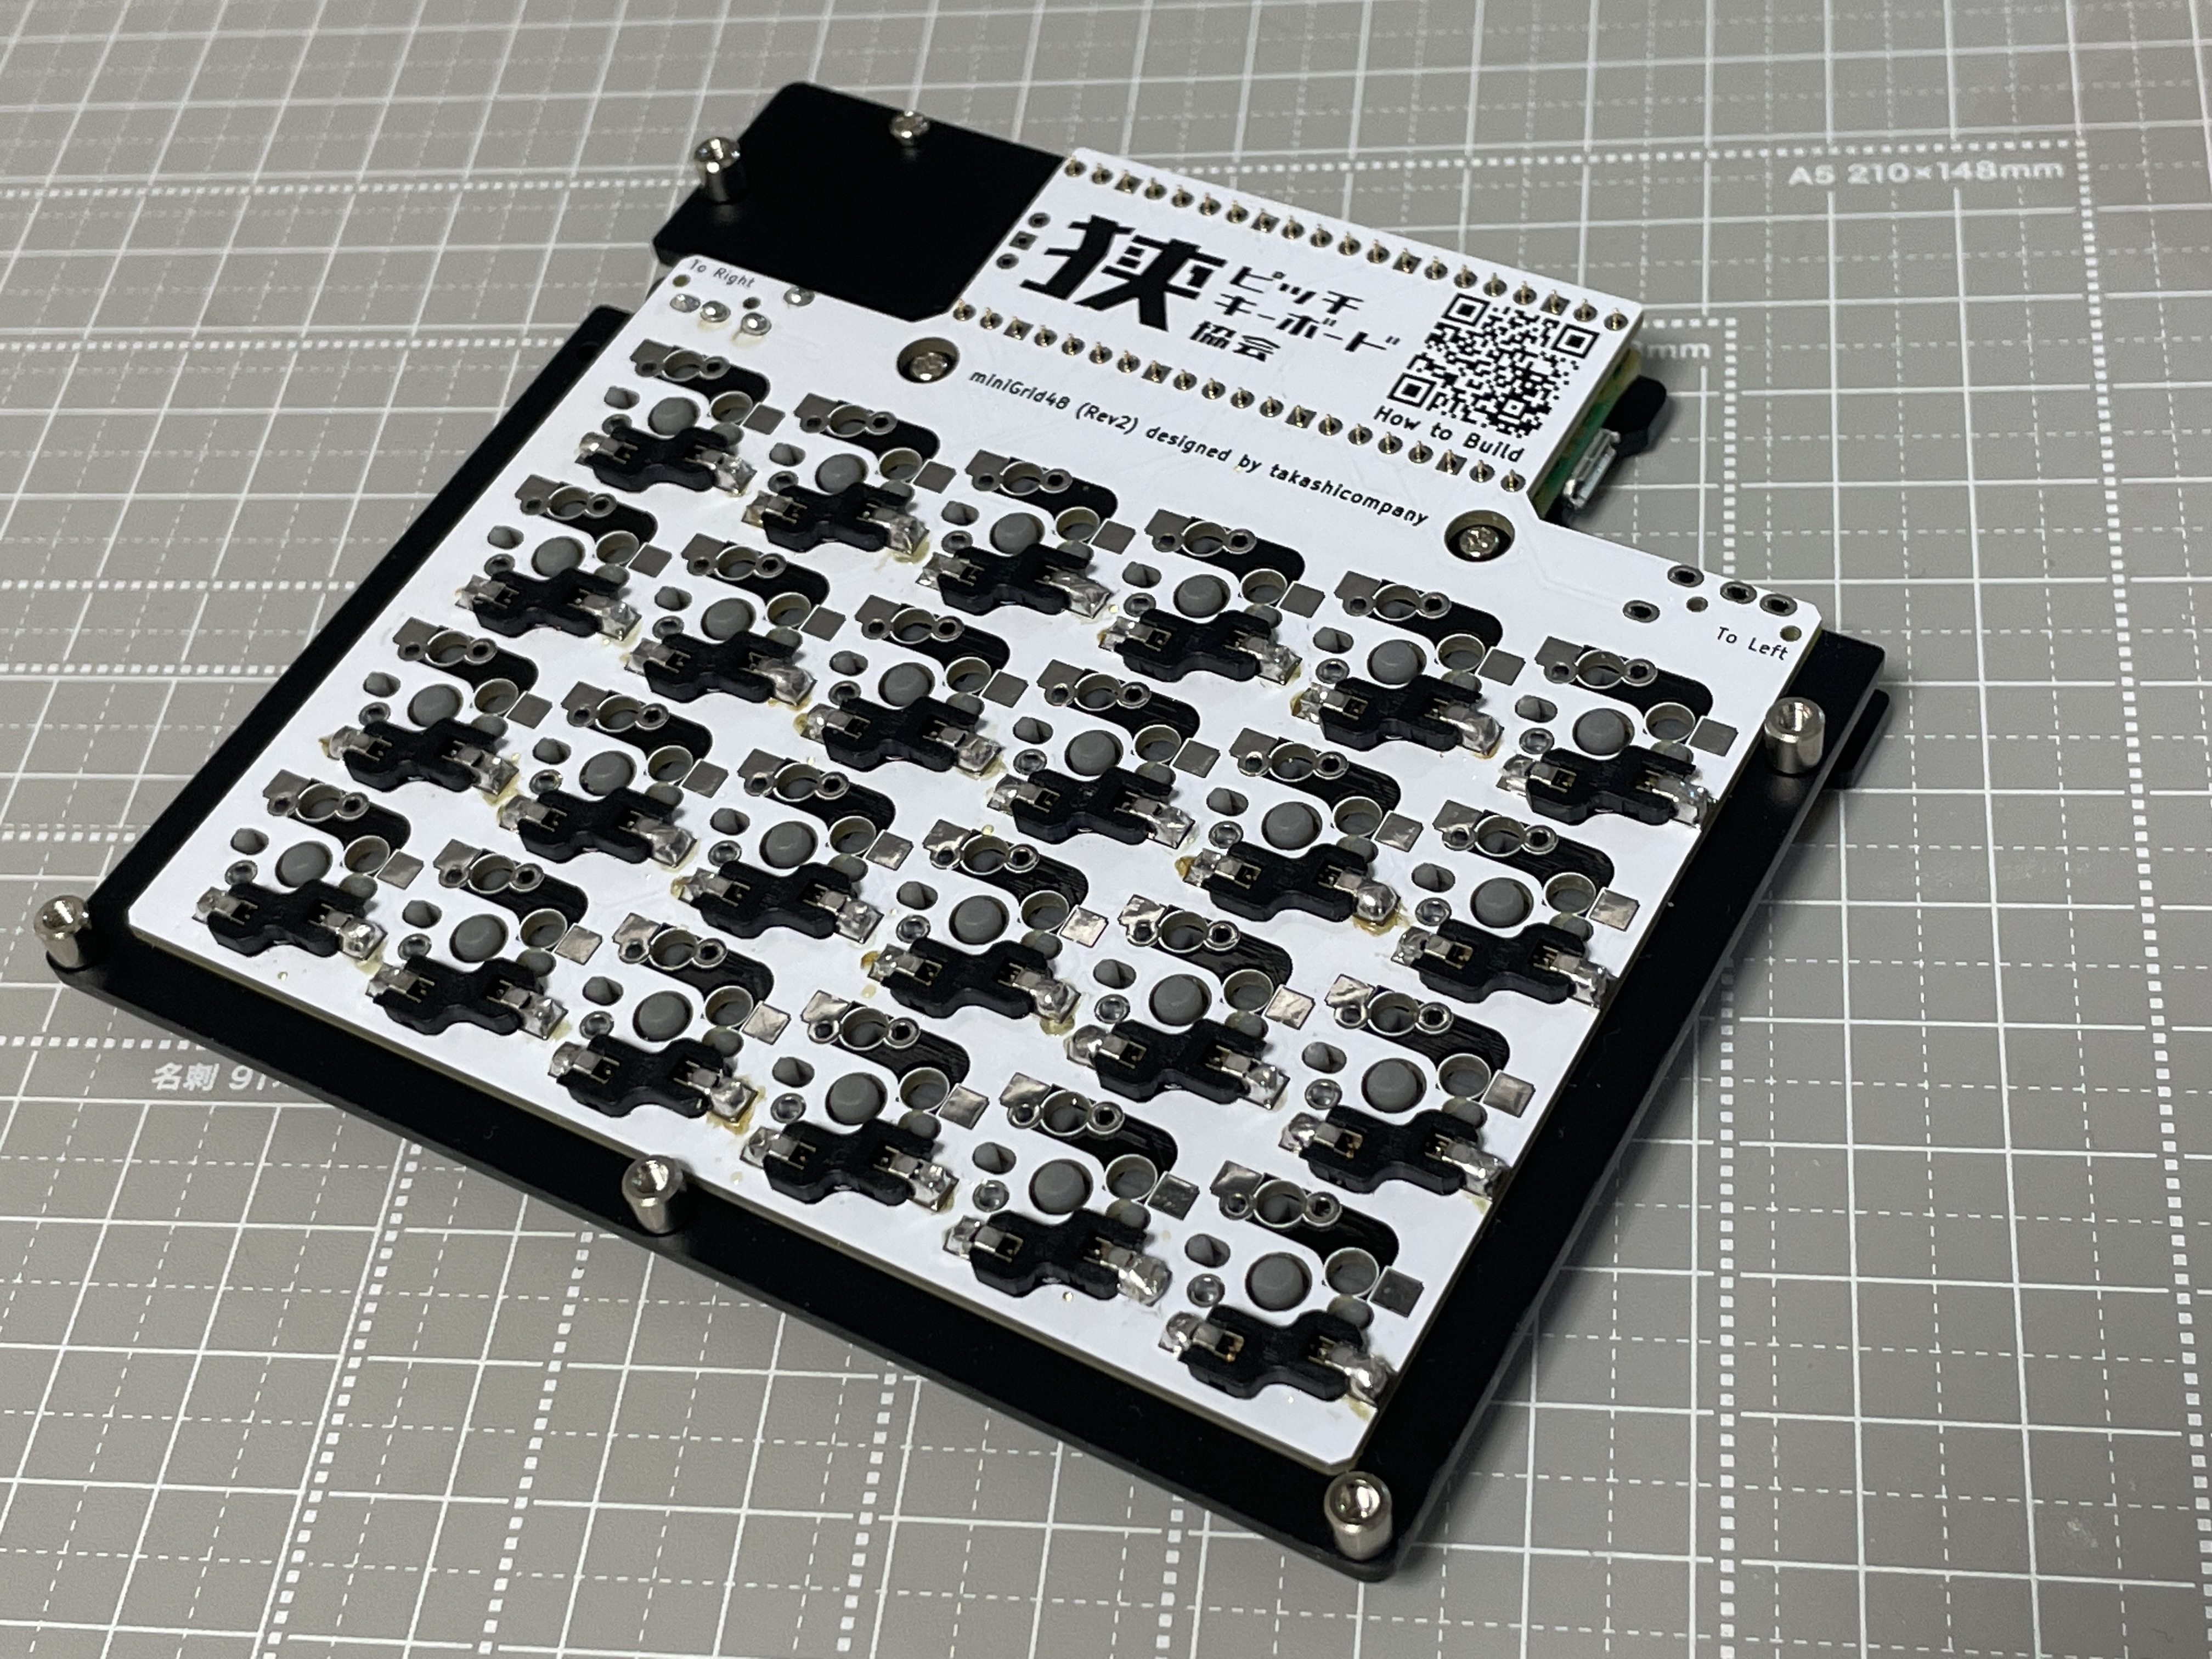 A5 210×148mm
狭
ピッチ
キーボード
協会
How to Build
To Right
miniGrid48 (Rev2) designed by takashicompany
To Left
mm
名刺 91